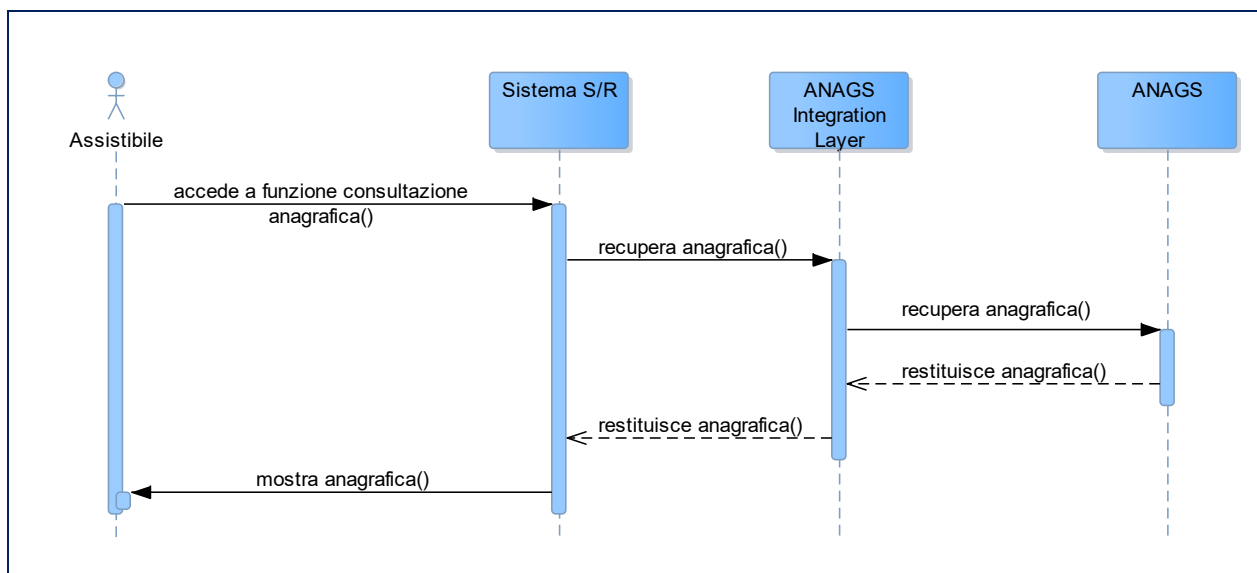 Sistema S/R
ANAGS
Integration
Layer
ANAGS
Assistibile
accede a funzione consultazione
anagrafica()
recupera anagrafica()
recupera anagrafica()
restituisce anagrafica()
restituisce anagrafica()
mostra anagrafica()